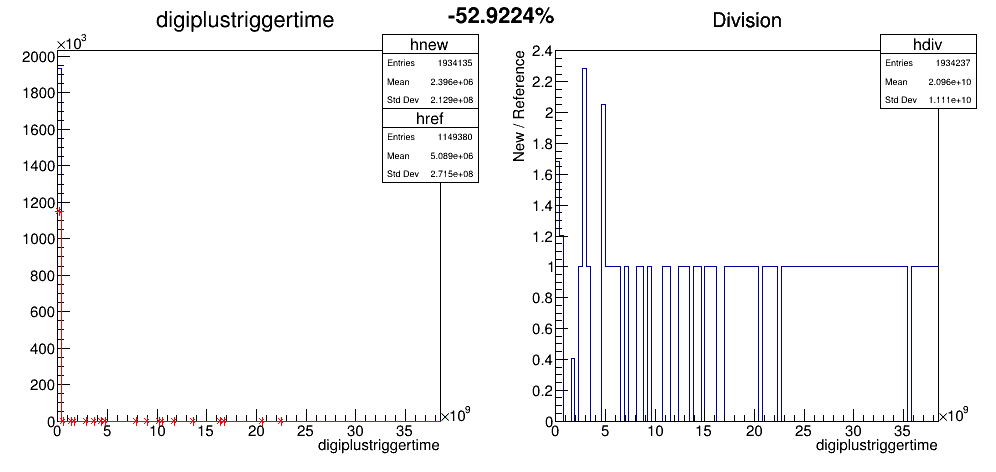 digiplustriggertime
-52.9224%
Division
hnew
Entries 1934135
Mean 2.396e+06
Std Dev 2.129e+08
href
Entries 1149380
Mean 5.089e+06
Std Dev 2.715e+08
×10³
2000
1800
1600
1400
1200
1000
800
600
400
200
0
0 5 10 15 20 25 30 35
×10⁹
digiplustriggertime
hdiv
Entries 1934237
Mean 2.096e+10
Std Dev 1.111e+10
New / Reference
2.4
2.2
2
1.8
1.6
1.4
1.2
1
0.8
0.6
0.4
0.2
0
0 5 10 15 20 25 30 35
×10⁹
digiplustriggertime